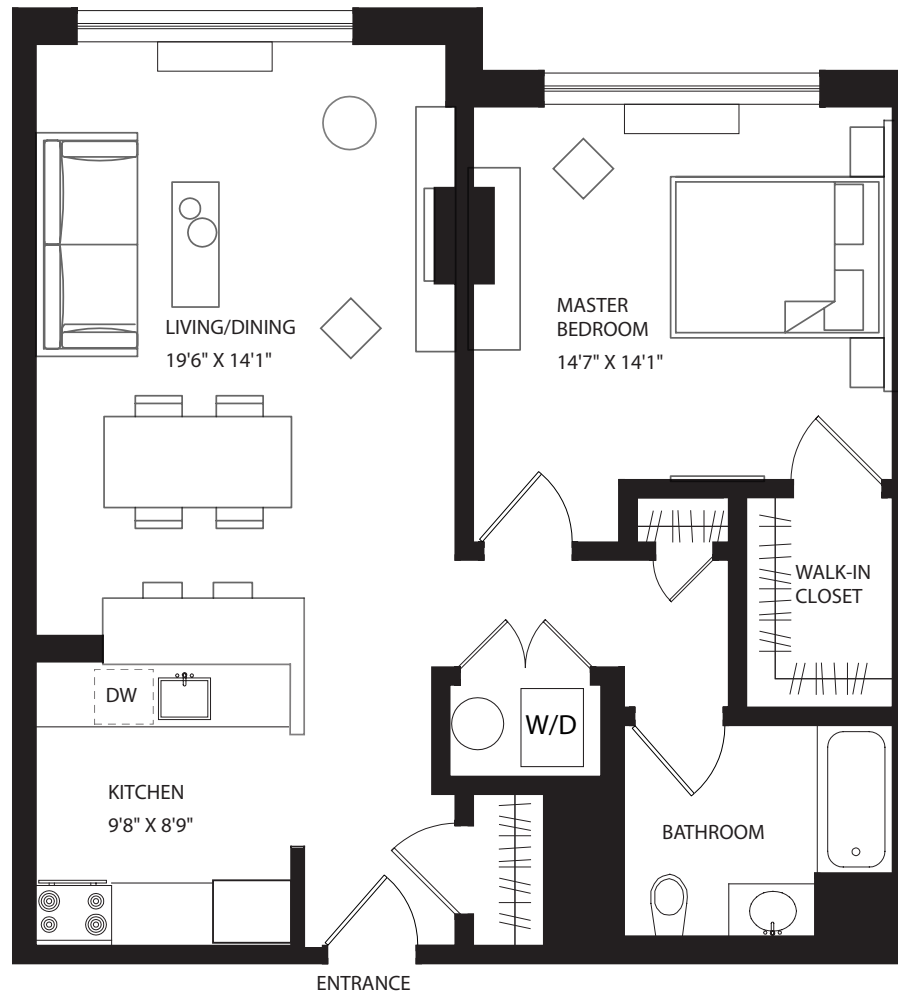 LIVING/DINING
19'6" X 14'1"
MASTER
BEDROOM
14'7" X 14'1"
WALK-IN
CLOSET
DW
W/D
KITCHEN
9'8" X 8'9"
BATHROOM
ENTRANCE